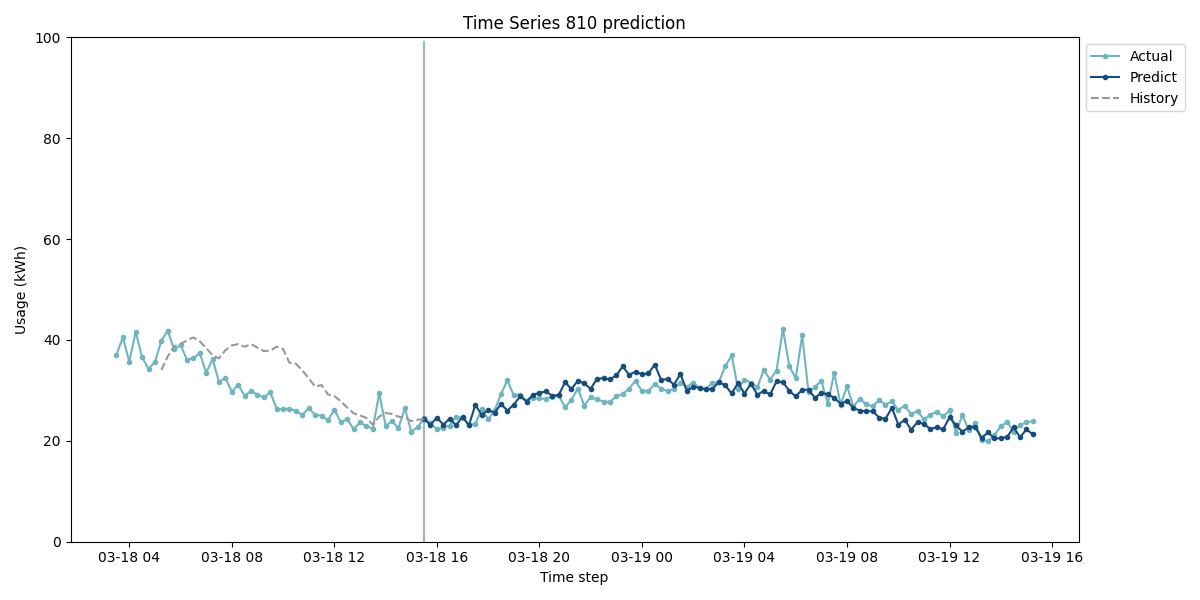 Time Series 810 prediction
Usage (kWh)
100
80
60
40
20
0
03-18 04
03-18 08
03-18 12
03-18 16
03-18 20
03-19 00
03-19 04
03-19 08
03-19 12
03-19 16
Time step
Actual
Predict
History